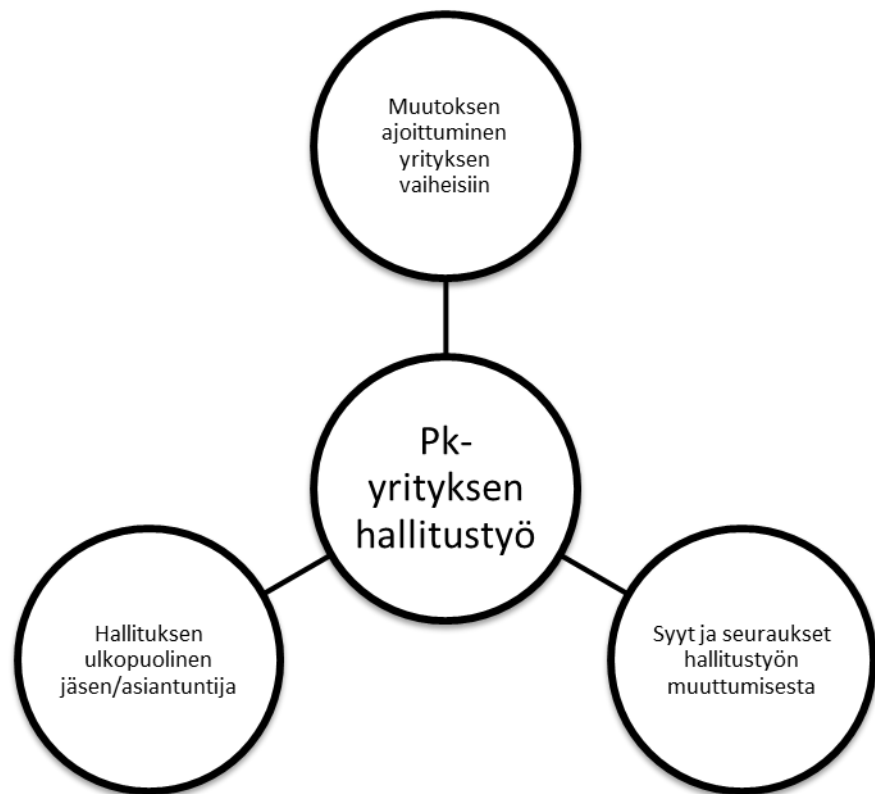 Muutoksen
ajoittuminen
yrityksen
vaiheisiin
Pk-
yrityksen
hallitustyö
Hallituksen
ulkopuolinen
jäsen/asiantuntija
Syyt ja seuraukset
hallitustyön
muuttumisesta